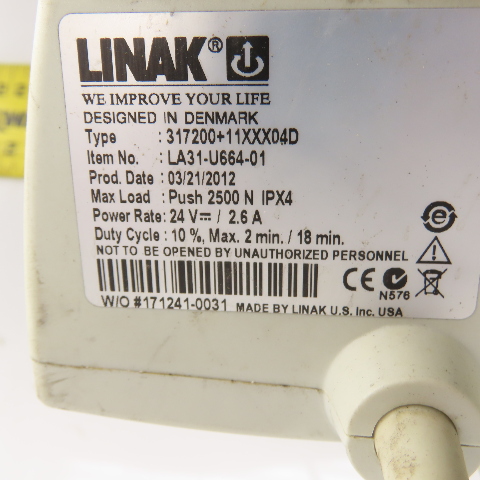 LINAK®
WE IMPROVE YOUR LIFE
DESIGNED IN DENMARK
Type : 317200+11XXX04D
Item No. : LA31-U664-01
Prod. Date : 03/21/2012
Max Load : Push 2500 N IPX4
Power Rate: 24 V⎓ / 2.6 A
Duty Cycle : 10 %, Max. 2 min. / 18 min.
NOT TO BE OPENED BY UNAUTHORIZED PERSONNEL
CE N576
W/O #171241-0031 MADE BY LINAK U.S. Inc. USA